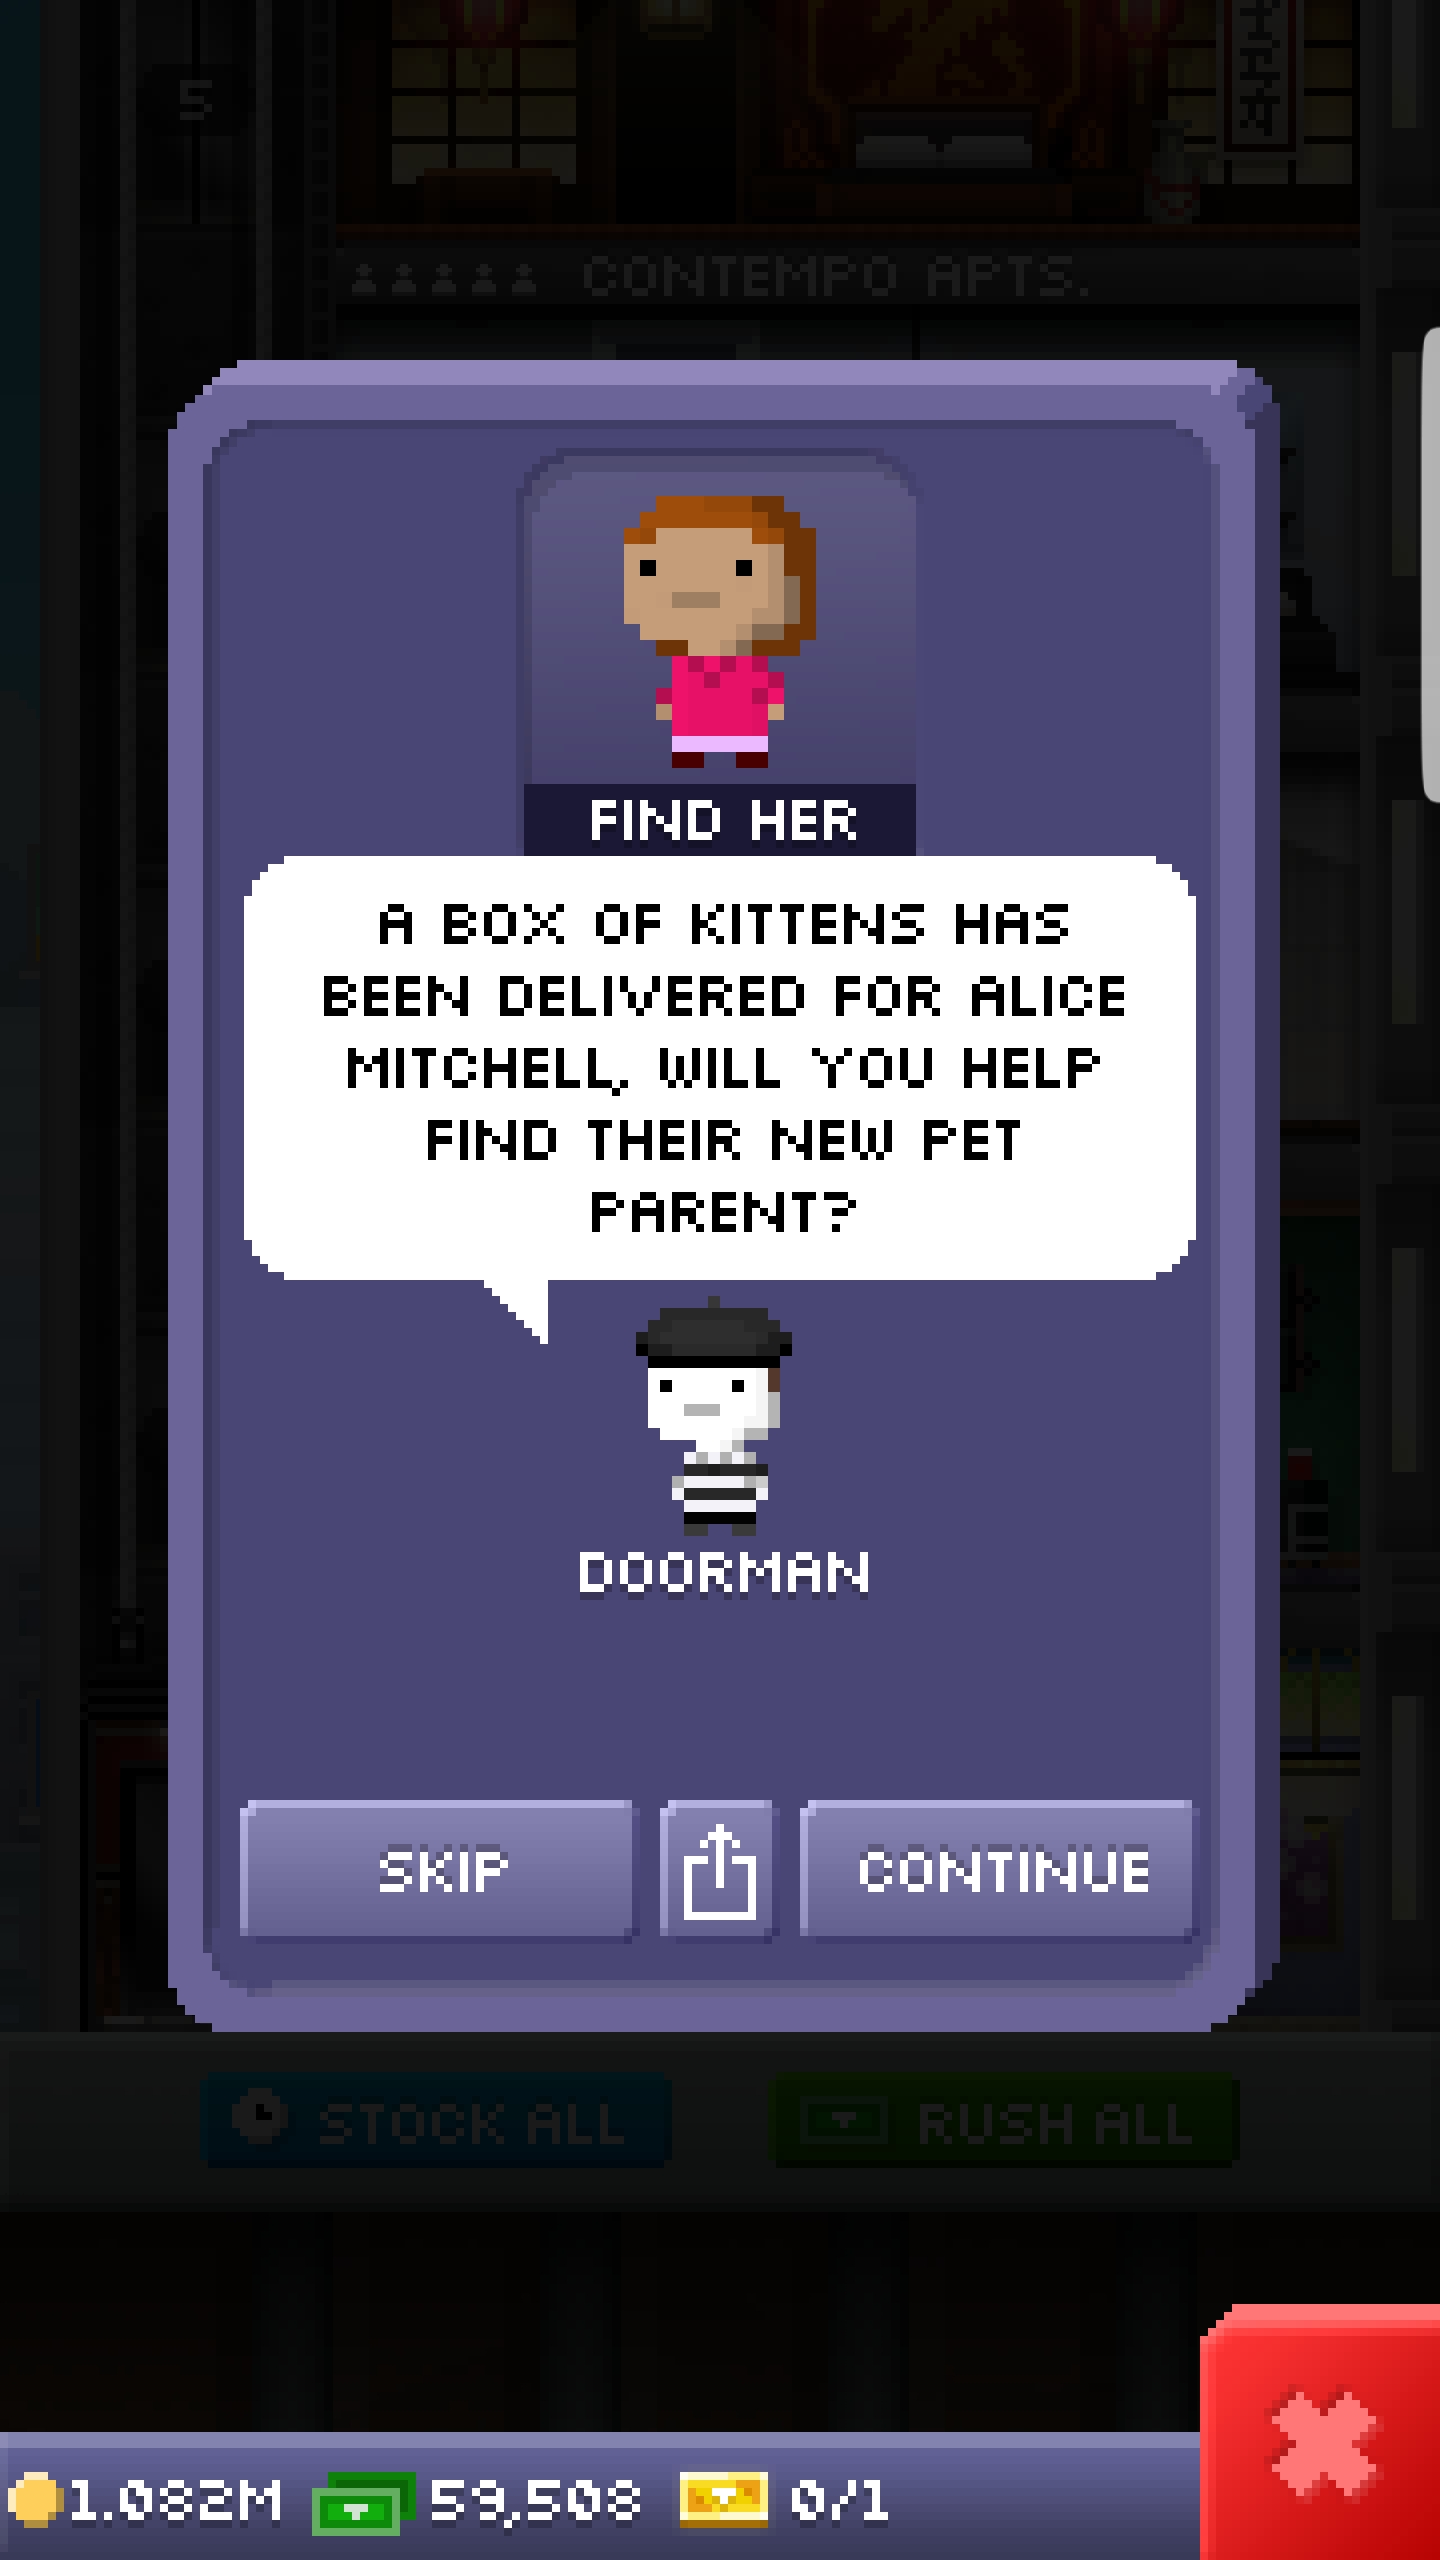 5
CONTEMPO APTS.
FIND HER
A BOX OF KITTENS HAS
BEEN DELIVERED FOR ALICE
MITCHELL, WILL YOU HELP
FIND THEIR NEW PET
PARENT?
DOORMAN
SKIP
CONTINUE
STOCK ALL
RUSH ALL
1.082M
59,508
0/1